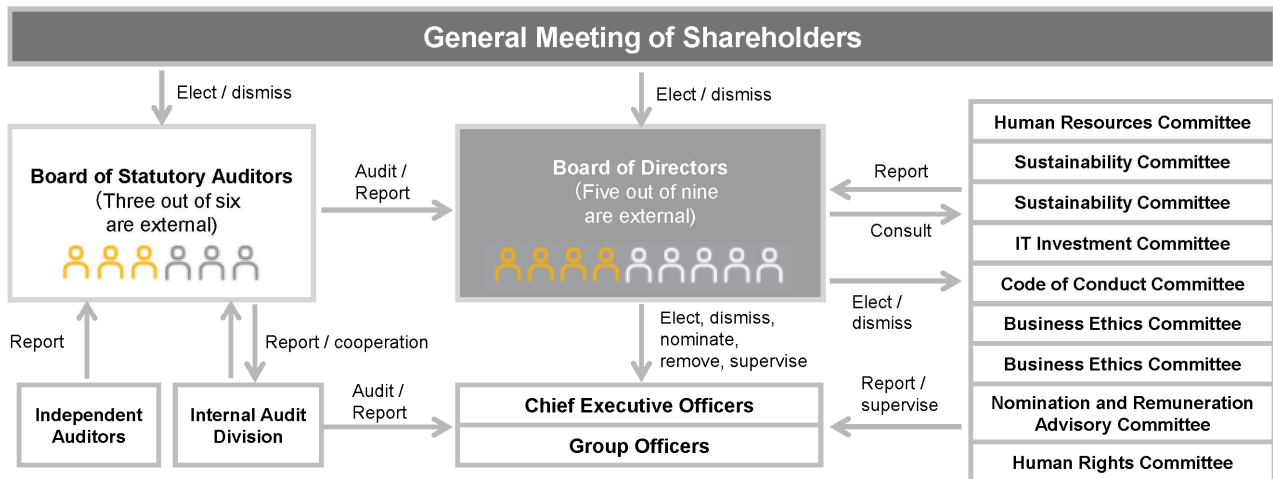 General Meeting of Shareholders
Elect / dismiss
Elect / dismiss
Board of Statutory Auditors
(Three out of six
are external)
Audit /
Report
Board of Directors
(Five out of nine
are external)
Report
Consult
Elect /
dismiss
Human Resources Committee
Sustainability Committee
Sustainability Committee
IT Investment Committee
Code of Conduct Committee
Business Ethics Committee
Business Ethics Committee
Nomination and Remuneration
Advisory Committee
Human Rights Committee
Report
Report / cooperation
Elect, dismiss,
nominate,
remove, supervise
Independent
Auditors
Internal Audit
Division
Audit /
Report
Chief Executive Officers
Group Officers
Report /
supervise